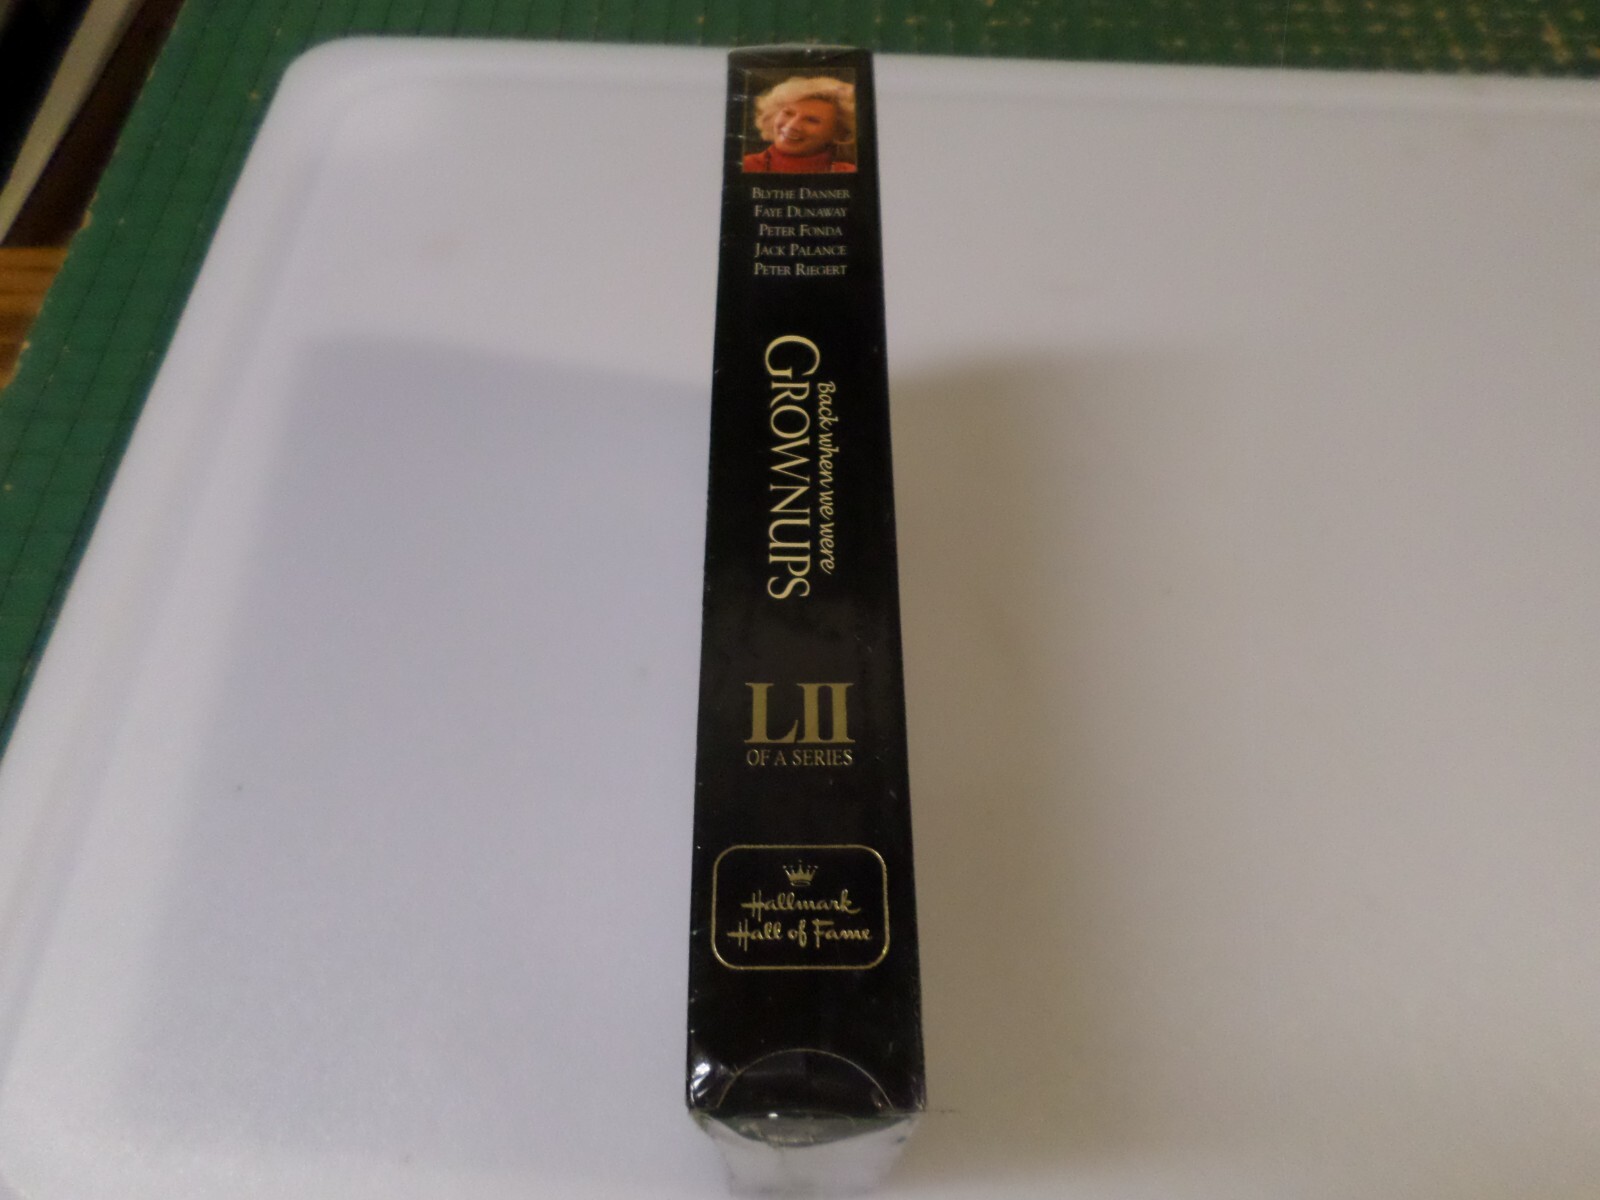 BLYTHE DANNER
FAYE DUNAWAY
PETER FONDA
JACK PALANCE
PETER RIEGERT
Back when we were
GROWNUPS
LII
OF A SERIES
Hallmark
Hall of Fame